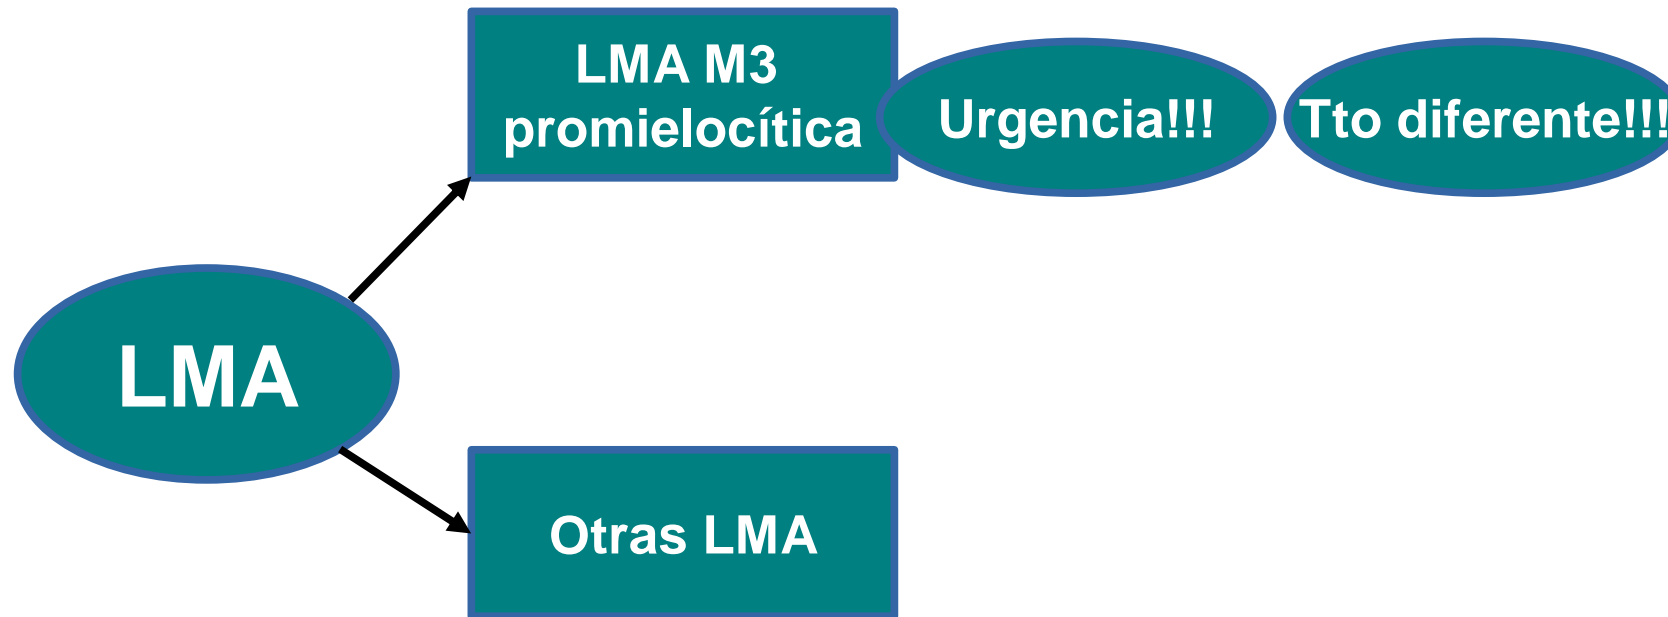 LMA M3
promielocítica
Urgencia!!!
Tto diferente!!!
LMA
Otras LMA